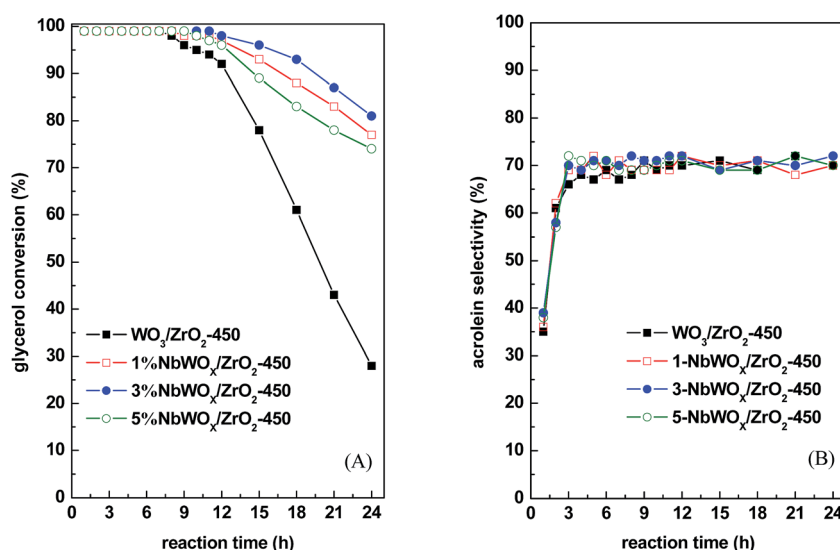 glycerol conversion (%)
100
90
80
70
60
50
40
30
20
10
0
WO₃/ZrO₂-450
1%NbWOₓ/ZrO₂-450
3%NbWOₓ/ZrO₂-450
5%NbWOₓ/ZrO₂-450
(A)
0 3 6 9 12 15 18 21 24
reaction time (h)
acrolein selectivity (%)
100
90
80
70
60
50
40
30
20
10
0
WO₃/ZrO₂-450
1-NbWOₓ/ZrO₂-450
3-NbWOₓ/ZrO₂-450
5-NbWOₓ/ZrO₂-450
(B)
0 3 6 9 12 15 18 21 24
reaction time (h)